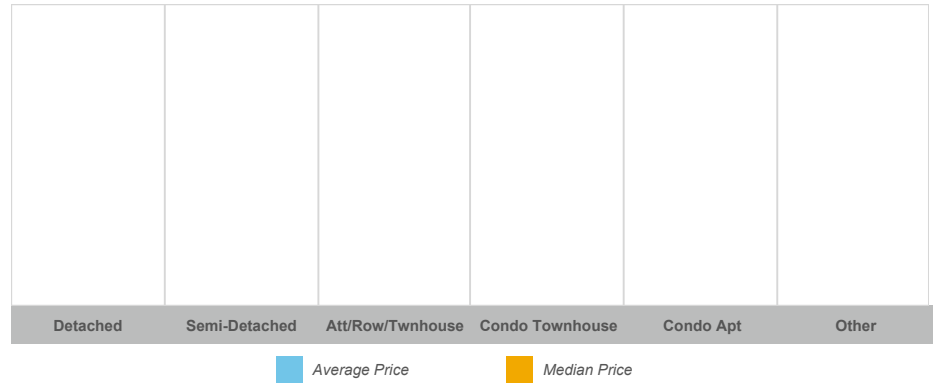 Detached Semi-Detached Att/Row/Twnhouse Condo Townhouse Condo Apt Other
Average Price Median Price